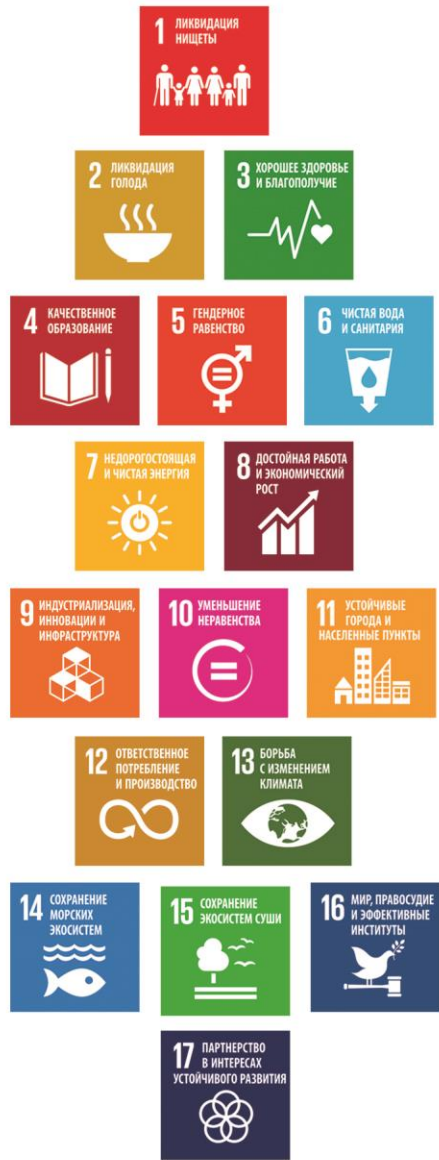 1 ЛИКВИДАЦИЯ
НИЩЕТЫ
2 ЛИКВИДАЦИЯ
ГОЛОДА
3 ХОРОШЕЕ ЗДОРОВЬЕ
И БЛАГОПОЛУЧИЕ
4 КАЧЕСТВЕННОЕ
ОБРАЗОВАНИЕ
5 ГЕНДЕРНОЕ
РАВЕНСТВО
6 ЧИСТАЯ ВОДА
И САНИТАРИЯ
7 НЕДОРОГОСТОЯЩАЯ
И ЧИСТАЯ ЭНЕРГИЯ
8 ДОСТОЙНАЯ РАБОТА
И ЭКОНОМИЧЕСКИЙ
РОСТ
9 ИНДУСТРИАЛИЗАЦИЯ,
ИННОВАЦИИ И
ИНФРАСТРУКТУРА
10 УМЕНЬШЕНИЕ
НЕРАВЕНСТВА
11 УСТОЙЧИВЫЕ
ГОРОДА И
НАСЕЛЕННЫЕ ПУНКТЫ
12 ОТВЕТСТВЕННОЕ
ПОТРЕБЛЕНИЕ
И ПРОИЗВОДСТВО
13 БОРЬБА
С ИЗМЕНЕНИЕМ
КЛИМАТА
14 СОХРАНЕНИЕ
МОРСКИХ
ЭКОСИСТЕМ
15 СОХРАНЕНИЕ
ЭКОСИСТЕМ СУШИ
16 МИР, ПРАВОСУДИЕ
И ЭФФЕКТИВНЫЕ
ИНСТИТУТЫ
17 ПАРТНЕРСТВО
В ИНТЕРЕСАХ
УСТОЙЧИВОГО РАЗВИТИЯ